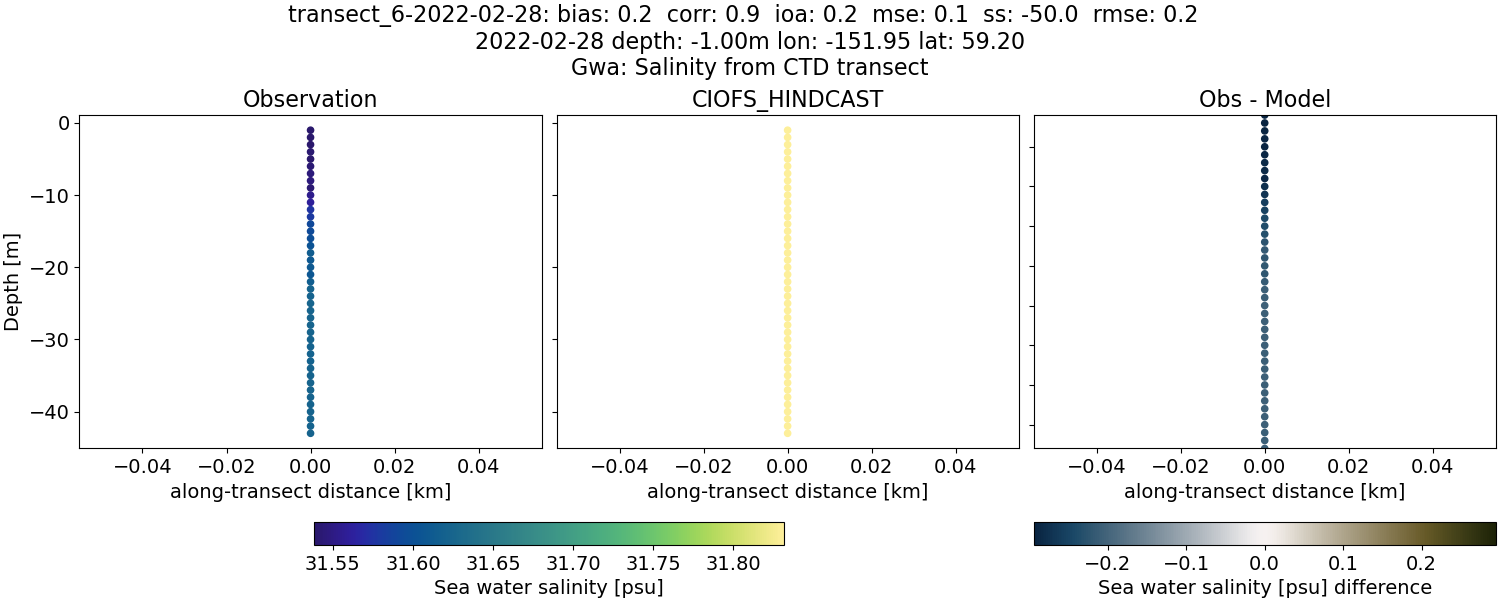 transect_6-2022-02-28: bias: 0.2  corr: 0.9  ioa: 0.2  mse: 0.1  ss: -50.0  rmse: 0.2
2022-02-28 depth: -1.00m lon: -151.95 lat: 59.20
Gwa: Salinity from CTD transect
Observation
CIOFS_HINDCAST
Obs - Model
Depth [m]
0
−10
−20
−30
−40
−0.04 −0.02 0.00 0.02 0.04
−0.04 −0.02 0.00 0.02 0.04
−0.04 −0.02 0.00 0.02 0.04
along-transect distance [km]
along-transect distance [km]
along-transect distance [km]
31.55 31.60 31.65 31.70 31.75 31.80
Sea water salinity [psu]
−0.2 −0.1 0.0 0.1 0.2
Sea water salinity [psu] difference